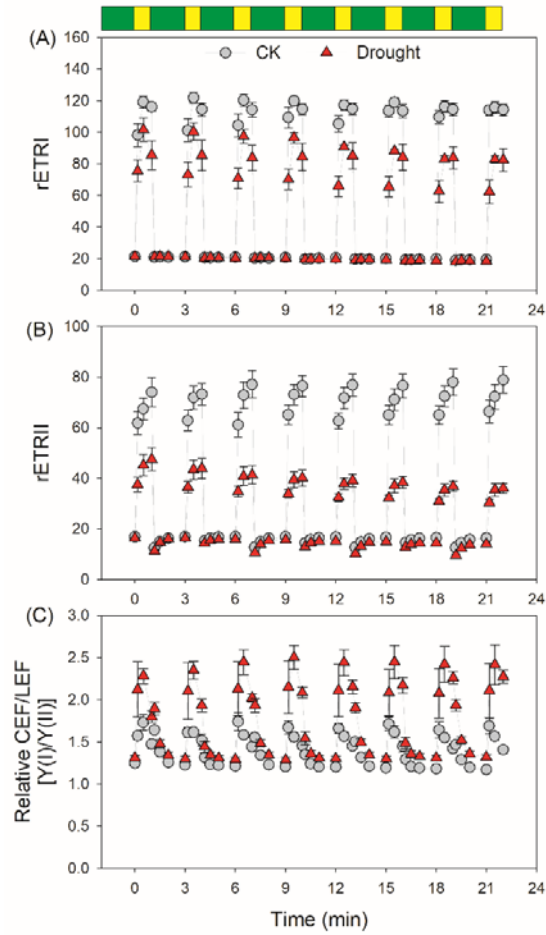 (A)
160
CK Drought
140
120
100
rETRI
80
60
40
20
0
0 3 6 9 12 15 18 21 24
(B)
100
80
rETRII
60
40
20
0
0 3 6 9 12 15 18 21 24
(C)
3.0
2.5
2.0
Relative CEF/LEF
[Y(I)/Y(II)]
1.5
1.0
0.5
0.0
0 3 6 9 12 15 18 21 24
Time (min)